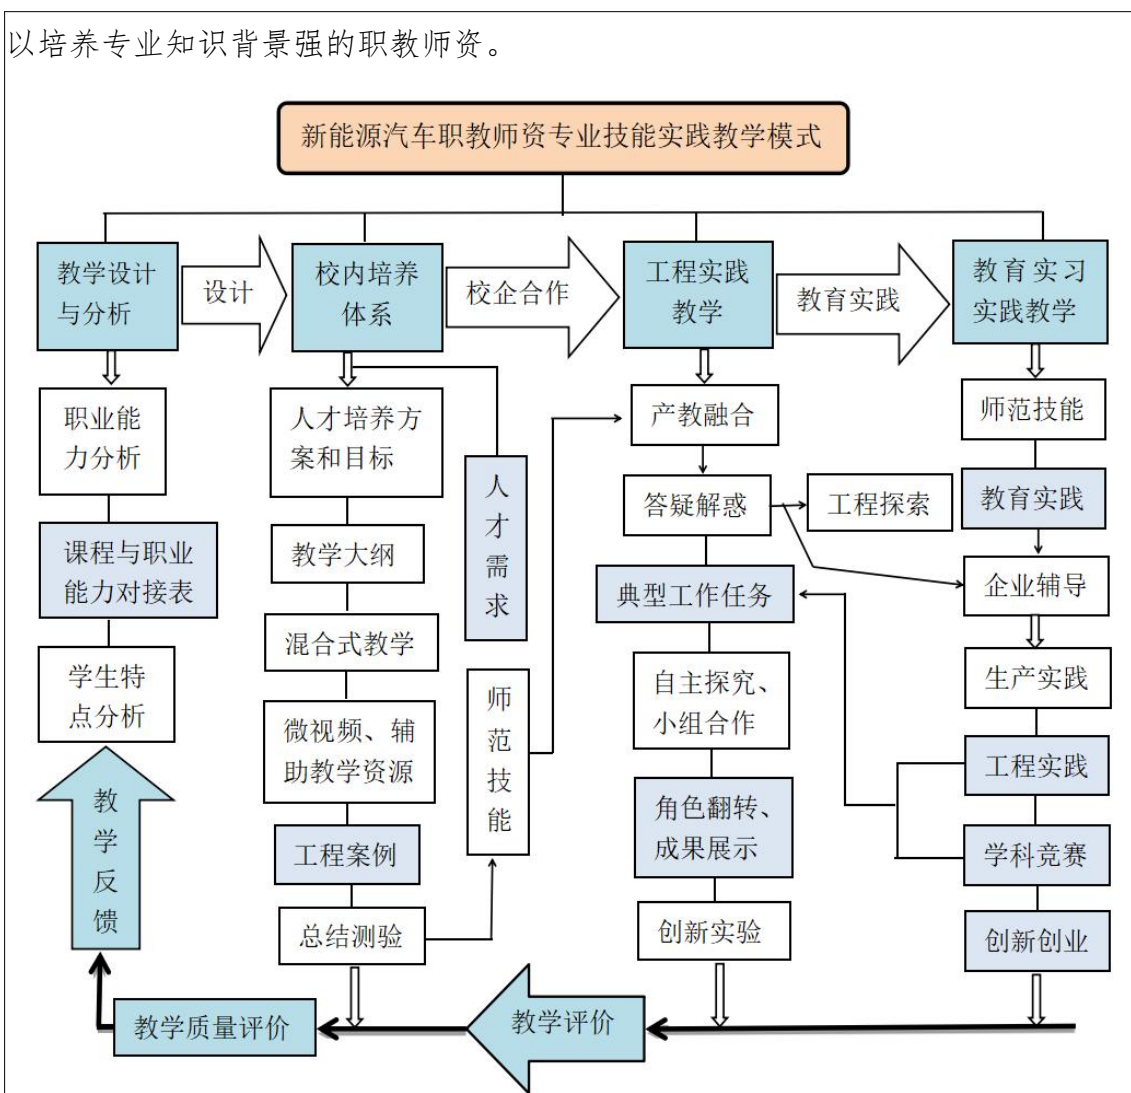 以培养专业知识背景强的职教师资。
新能源汽车职教师资专业技能实践教学模式
教学设计
与分析
设计
校内培养
体系
校企合作
工程实践
教学
教育实践
教育实习
实践教学
职业能
力分析
课程与职业
能力对接表
学生特
点分析
教学反馈
人才培养方
案和目标
教学大纲
混合式教学
微视频、辅
助教学资源
工程案例
总结测验
人才需求
师范技能
产教融合
答疑解惑
工程探索
典型工作任务
自主探究、
小组合作
角色翻转、
成果展示
创新实验
师范技能
教育实践
企业辅导
生产实践
工程实践
学科竞赛
创新创业
教学质量评价
教学评价